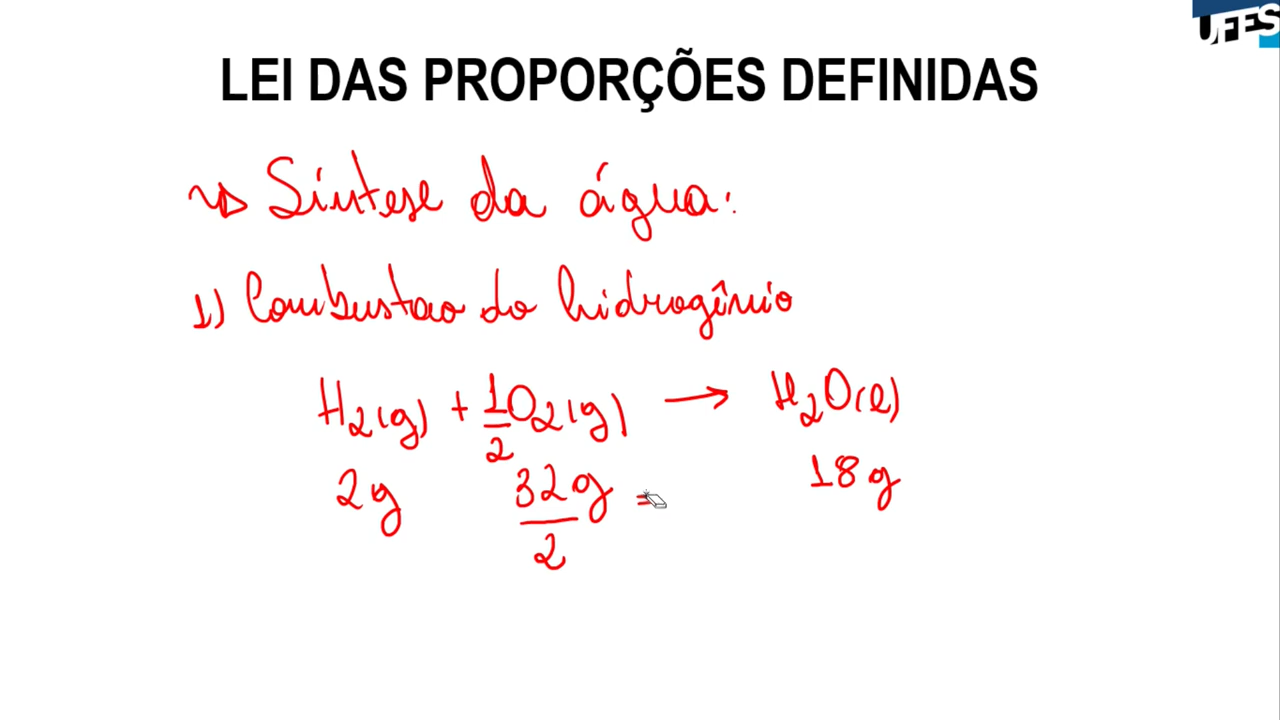 UFES
LEI DAS PROPORÇÕES DEFINIDAS
Síntese da água:
1) Combustao do hidrogênio
H2(g) + 1/2 O2(g) → H2O(l)
2g 32g/2 = 18g